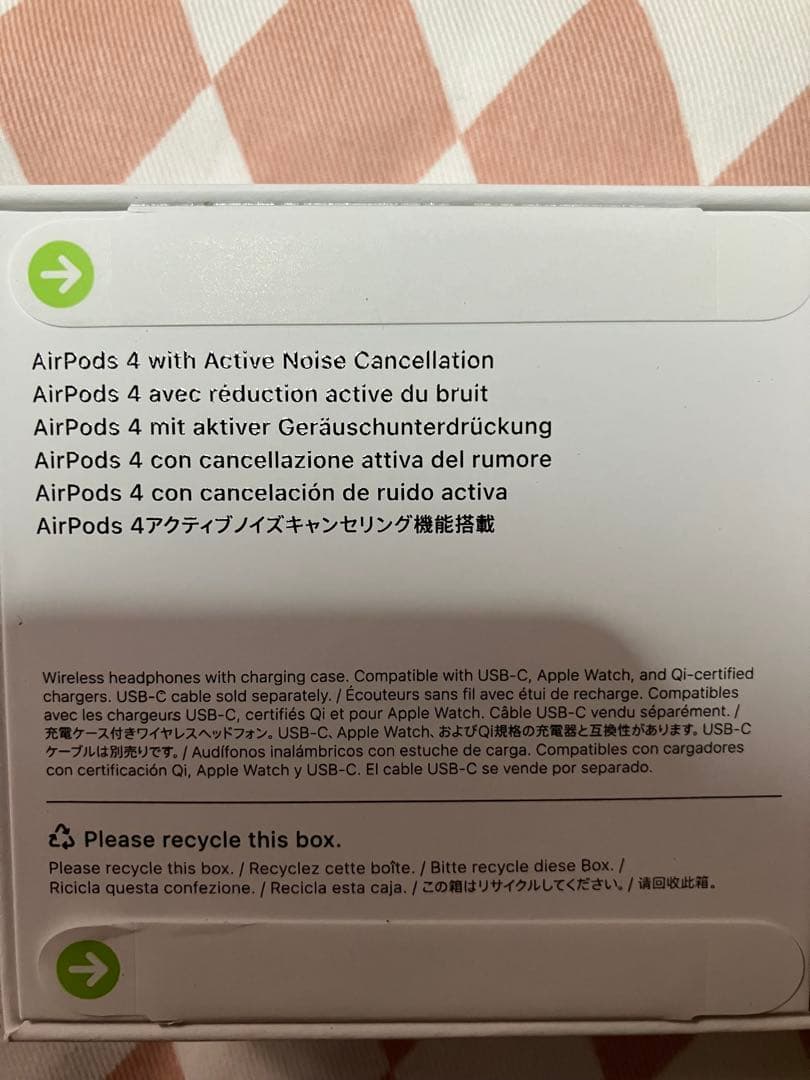 AirPods 4 with Active Noise Cancellation
AirPods 4 avec réduction active du bruit
AirPods 4 mit aktiver Geräuschunterdrückung
AirPods 4 con cancellazione attiva del rumore
AirPods 4 con cancelación de ruido activa
AirPods 4アクティブノイズキャンセリング機能搭載
Wireless headphones with charging case. Compatible with USB-C, Apple Watch, and Qi-certified
chargers. USB-C cable sold separately. / Écouteurs sans fil avec étui de recharge. Compatibles
avec les chargeurs USB-C, certifiés Qi et pour Apple Watch. Câble USB-C vendu séparément. /
充電ケース付きワイヤレスヘッドフォン。USB-C、Apple Watch、およびQi規格の充電器と互換性があります。USB-C
ケーブルは別売りです。/ Audífonos inalámbricos con estuche de carga. Compatibles con cargadores
con certificación Qi, Apple Watch y USB-C. El cable USB-C se vende por separado.
Please recycle this box.
Please recycle this box. / Recyclez cette boîte. / Bitte recycle diese Box. /
Ricicla questa confezione. / Recicla esta caja. / この箱はリサイクルしてください。/ 请回收此箱。